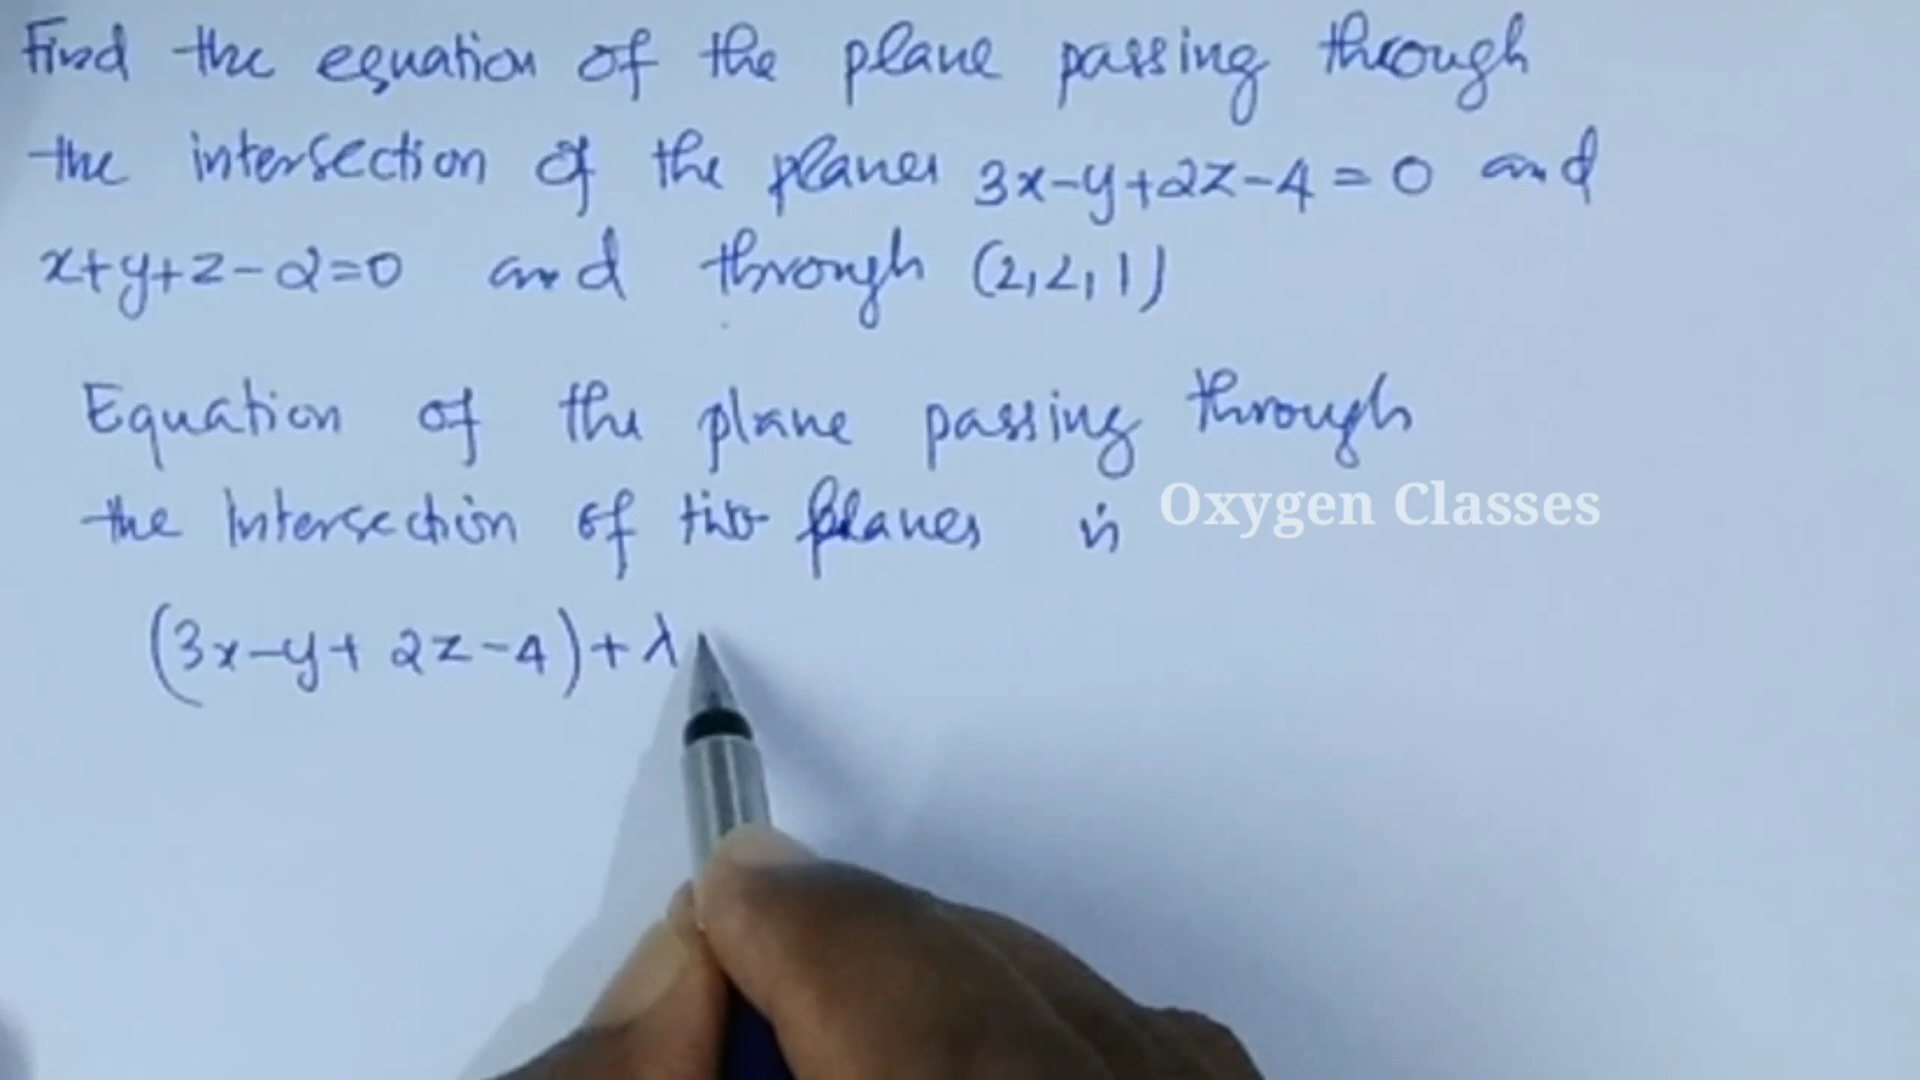 Find the equation of the plane passing through
the intersection of the planes 3x-y+2z-4=0 and
x+y+z-2=0 and through (2,2,1)
Equation of the plane passing through
the Intersection of two planes is
Oxygen Classes
(3x-y+2z-4)+λ